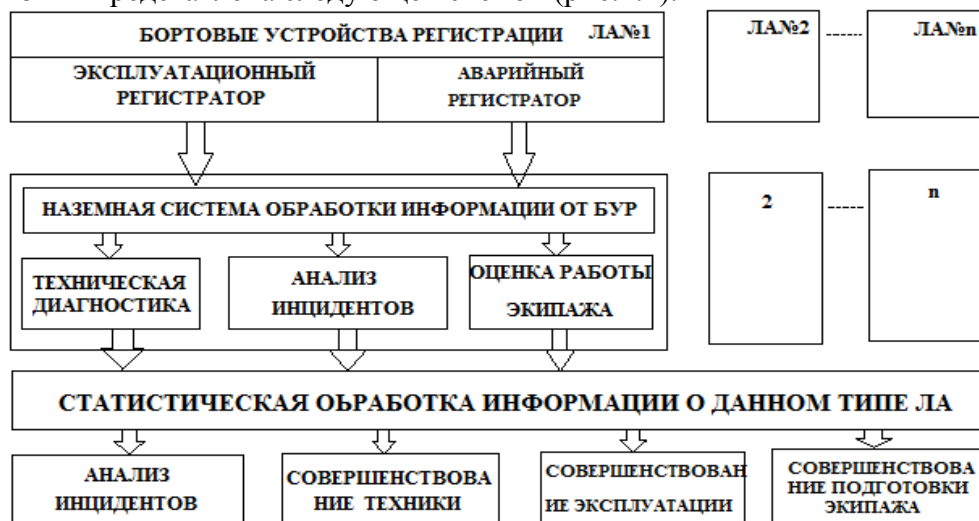 БОРТОВЫЕ УСТРОЙСТВА РЕГИСТРАЦИИ ЛА№1
ЛА№2 ------ ЛА№n
ЭКСПЛУАТАЦИОННЫЙ
РЕГИСТРАТОР
АВАРИЙНЫЙ
РЕГИСТРАТОР
НАЗЕМНАЯ СИСТЕМА ОБРАБОТКИ ИНФОРМАЦИИ ОТ БУР
2 ------ n
ТЕХНИЧЕСКАЯ
ДИАГНОСТИКА
АНАЛИЗ
ИНЦИДЕНТОВ
ОЦЕНКА РАБОТЫ
ЭКИПАЖА
СТАТИСТИЧЕСКАЯ ОЬРАБОТКА ИНФОРМАЦИИ О ДАННОМ ТИПЕ ЛА
АНАЛИЗ
ИНЦИДЕНТОВ
СОВЕРШЕНСТВОВА
НИЕ ТЕХНИКИ
СОВЕРШЕНСТВОВАН
ИЕ ЭКСПЛУАТАЦИИ
СОВЕРШЕНСТВОВА
НИЕ ПОДГОТОВКИ
ЭКИПАЖА